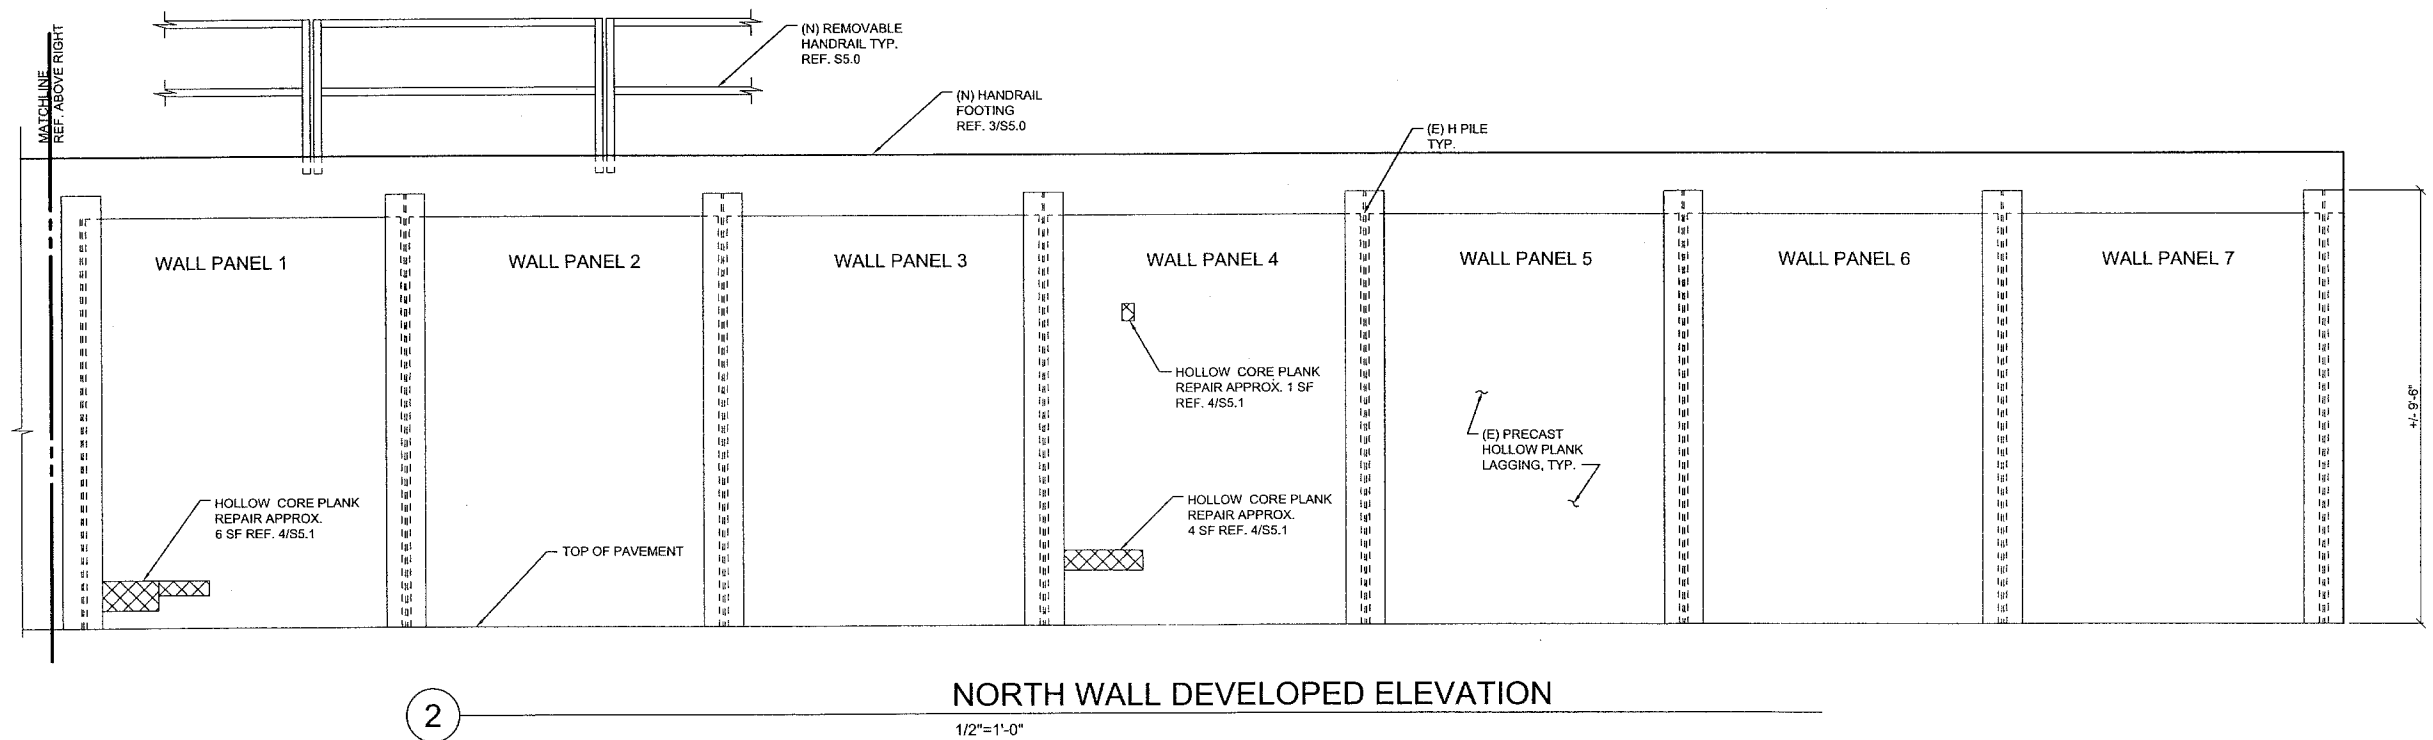 MATCHLINE
REF. ABOVE RIGHT
(N) REMOVABLE
HANDRAIL TYP.
REF. S5.0
(N) HANDRAIL
FOOTING
REF. 3/S5.0
(E) H PILE
TYP.
WALL PANEL 1
WALL PANEL 2
WALL PANEL 3
WALL PANEL 4
WALL PANEL 5
WALL PANEL 6
WALL PANEL 7
HOLLOW CORE PLANK
REPAIR APPROX. 1 SF
REF. 4/S5.1
(E) PRECAST
HOLLOW PLANK
LAGGING, TYP.
+/- 9'-6"
HOLLOW CORE PLANK
REPAIR APPROX.
6 SF REF. 4/S5.1
HOLLOW CORE PLANK
REPAIR APPROX.
4 SF REF. 4/S5.1
TOP OF PAVEMENT
2
NORTH WALL DEVELOPED ELEVATION
1/2"=1'-0"